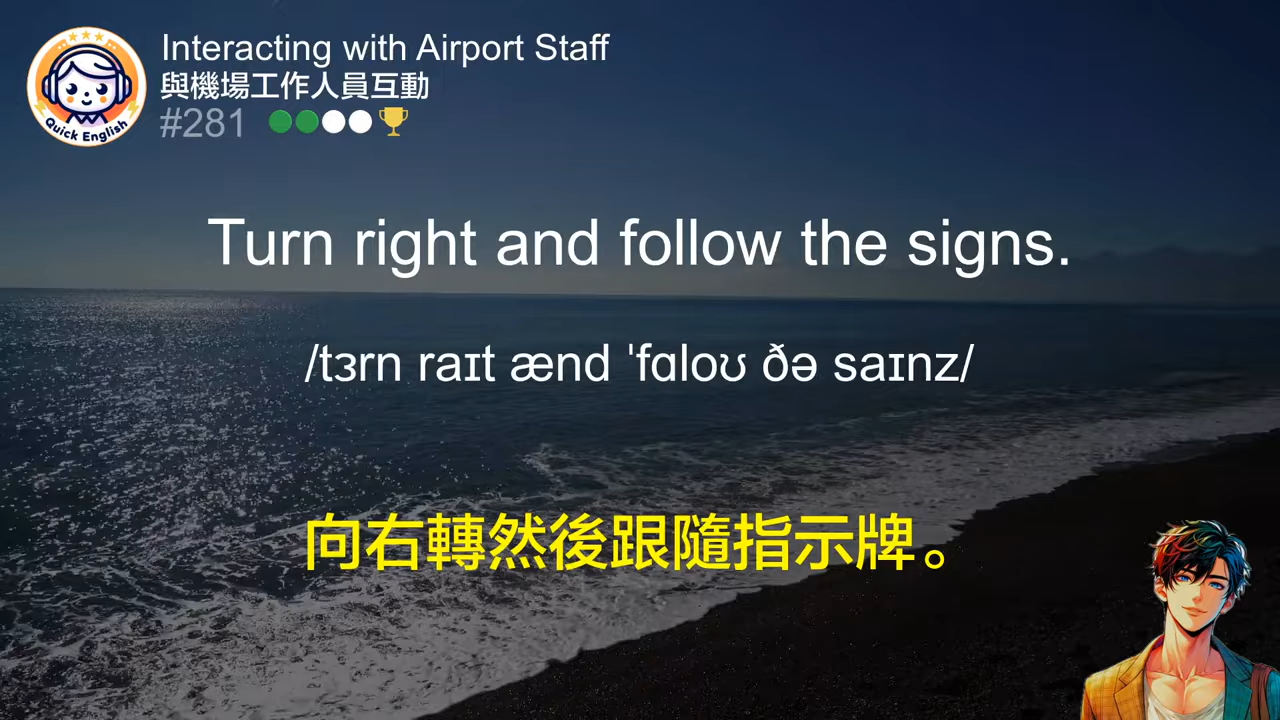 Interacting with Airport Staff
與機場工作人員互動
#281
Quick English
Turn right and follow the signs.
/tɜrn raɪt ænd ˈfɑloʊ ðə saɪnz/
向右轉然後跟隨指示牌。